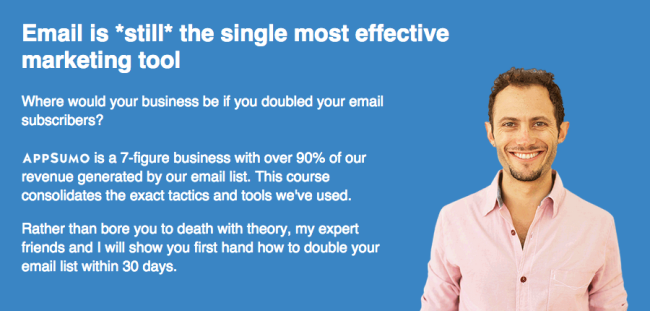 Email is *still* the single most effective
marketing tool
Where would your business be if you doubled your email
subscribers?
APPSUMO is a 7-figure business with over 90% of our
revenue generated by our email list. This course
consolidates the exact tactics and tools we've used.
Rather than bore you to death with theory, my expert
friends and I will show you first hand how to double your
email list within 30 days.